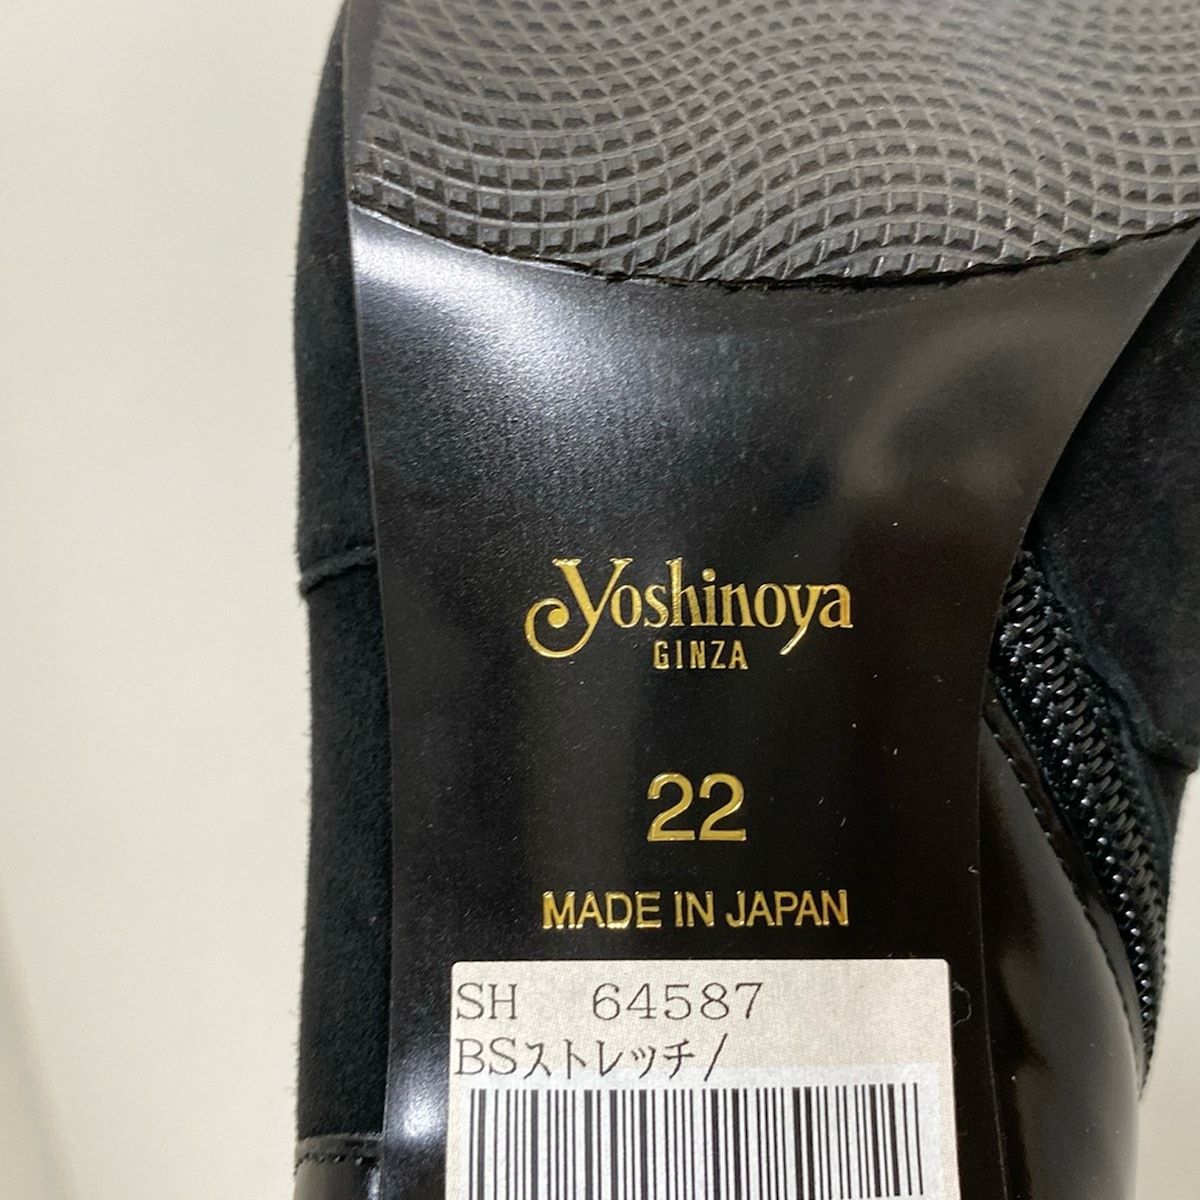 Yoshinoya
GINZA
22
MADE IN JAPAN
SH 64587
BSストレッチ/